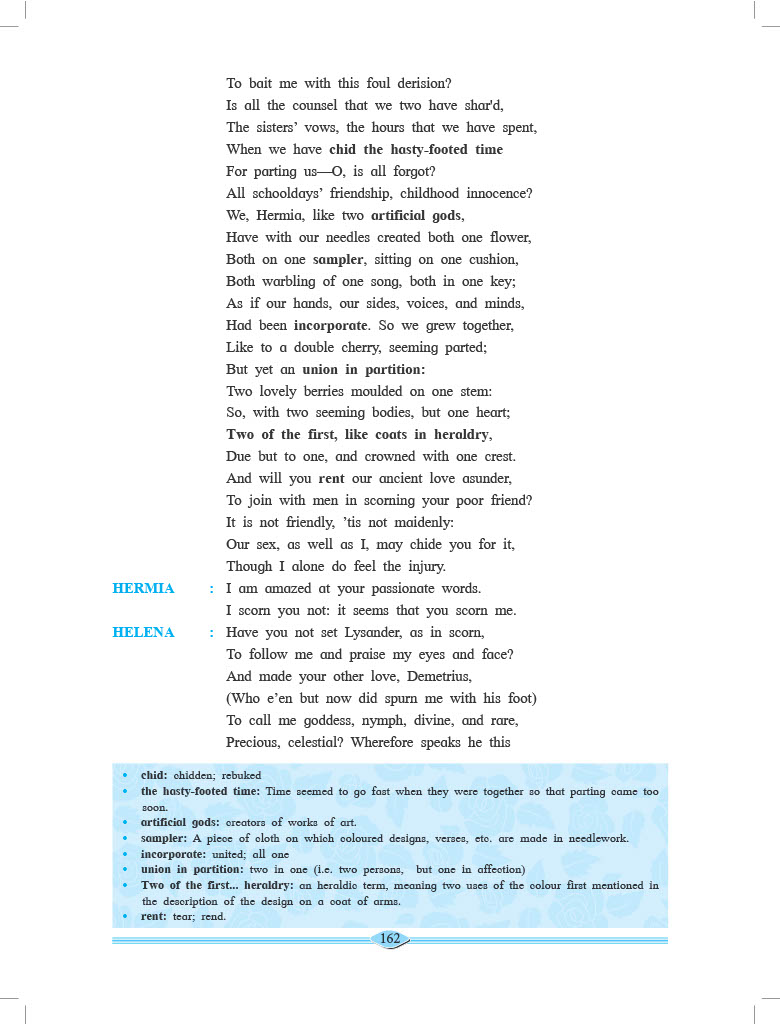 To bait me with this foul derision?
Is all the counsel that we two have shar'd,
The sisters’ vows, the hours that we have spent,
When we have chid the hasty-footed time
For parting us—O, is all forgot?
All schooldays’ friendship, childhood innocence?
We, Hermia, like two artificial gods,
Have with our needles created both one flower,
Both on one sampler, sitting on one cushion,
Both warbling of one song, both in one key;
As if our hands, our sides, voices, and minds,
Had been incorporate. So we grew together,
Like to a double cherry, seeming parted;
But yet an union in partition:
Two lovely berries moulded on one stem:
So, with two seeming bodies, but one heart;
Two of the first, like coats in heraldry,
Due but to one, and crowned with one crest.
And will you rent our ancient love asunder,
To join with men in scorning your poor friend?
It is not friendly, ’tis not maidenly:
Our sex, as well as I, may chide you for it,
Though I alone do feel the injury.
HERMIA : I am amazed at your passionate words.
I scorn you not: it seems that you scorn me.
HELENA : Have you not set Lysander, as in scorn,
To follow me and praise my eyes and face?
And made your other love, Demetrius,
(Who e’en but now did spurn me with his foot)
To call me goddess, nymph, divine, and rare,
Precious, celestial? Wherefore speaks he this
• chid: chidden; rebuked
• the hasty-footed time: Time seemed to go fast when they were together so that parting came too
soon.
• artificial gods: creators of works of art.
• sampler: A piece of cloth on which coloured designs, verses, etc. are made in needlework.
• incorporate: united; all one
• union in partition: two in one (i.e. two persons, but one in affection)
• Two of the first... heraldry: an heraldic term, meaning two uses of the colour first mentioned in
the description of the design on a coat of arms.
• rent: tear; rend.
162